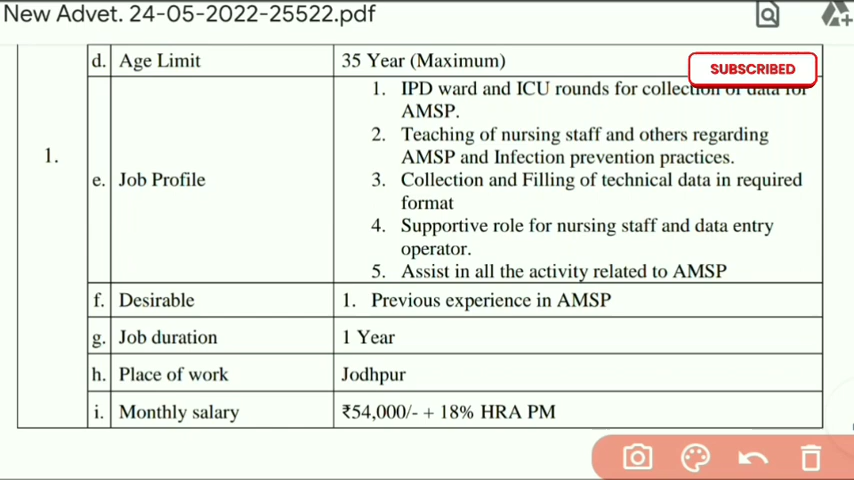 New Advet. 24-05-2022-25522.pdf
d. Age Limit 35 Year (Maximum)
SUBSCRIBED
1. IPD ward and ICU rounds for collection of data for
AMSP.
2. Teaching of nursing staff and others regarding
1.
AMSP and Infection prevention practices.
e. Job Profile 3. Collection and Filling of technical data in required
format
4. Supportive role for nursing staff and data entry
operator.
5. Assist in all the activity related to AMSP
f. Desirable 1. Previous experience in AMSP
g. Job duration 1 Year
h. Place of work Jodhpur
i. Monthly salary ₹54,000/- + 18% HRA PM